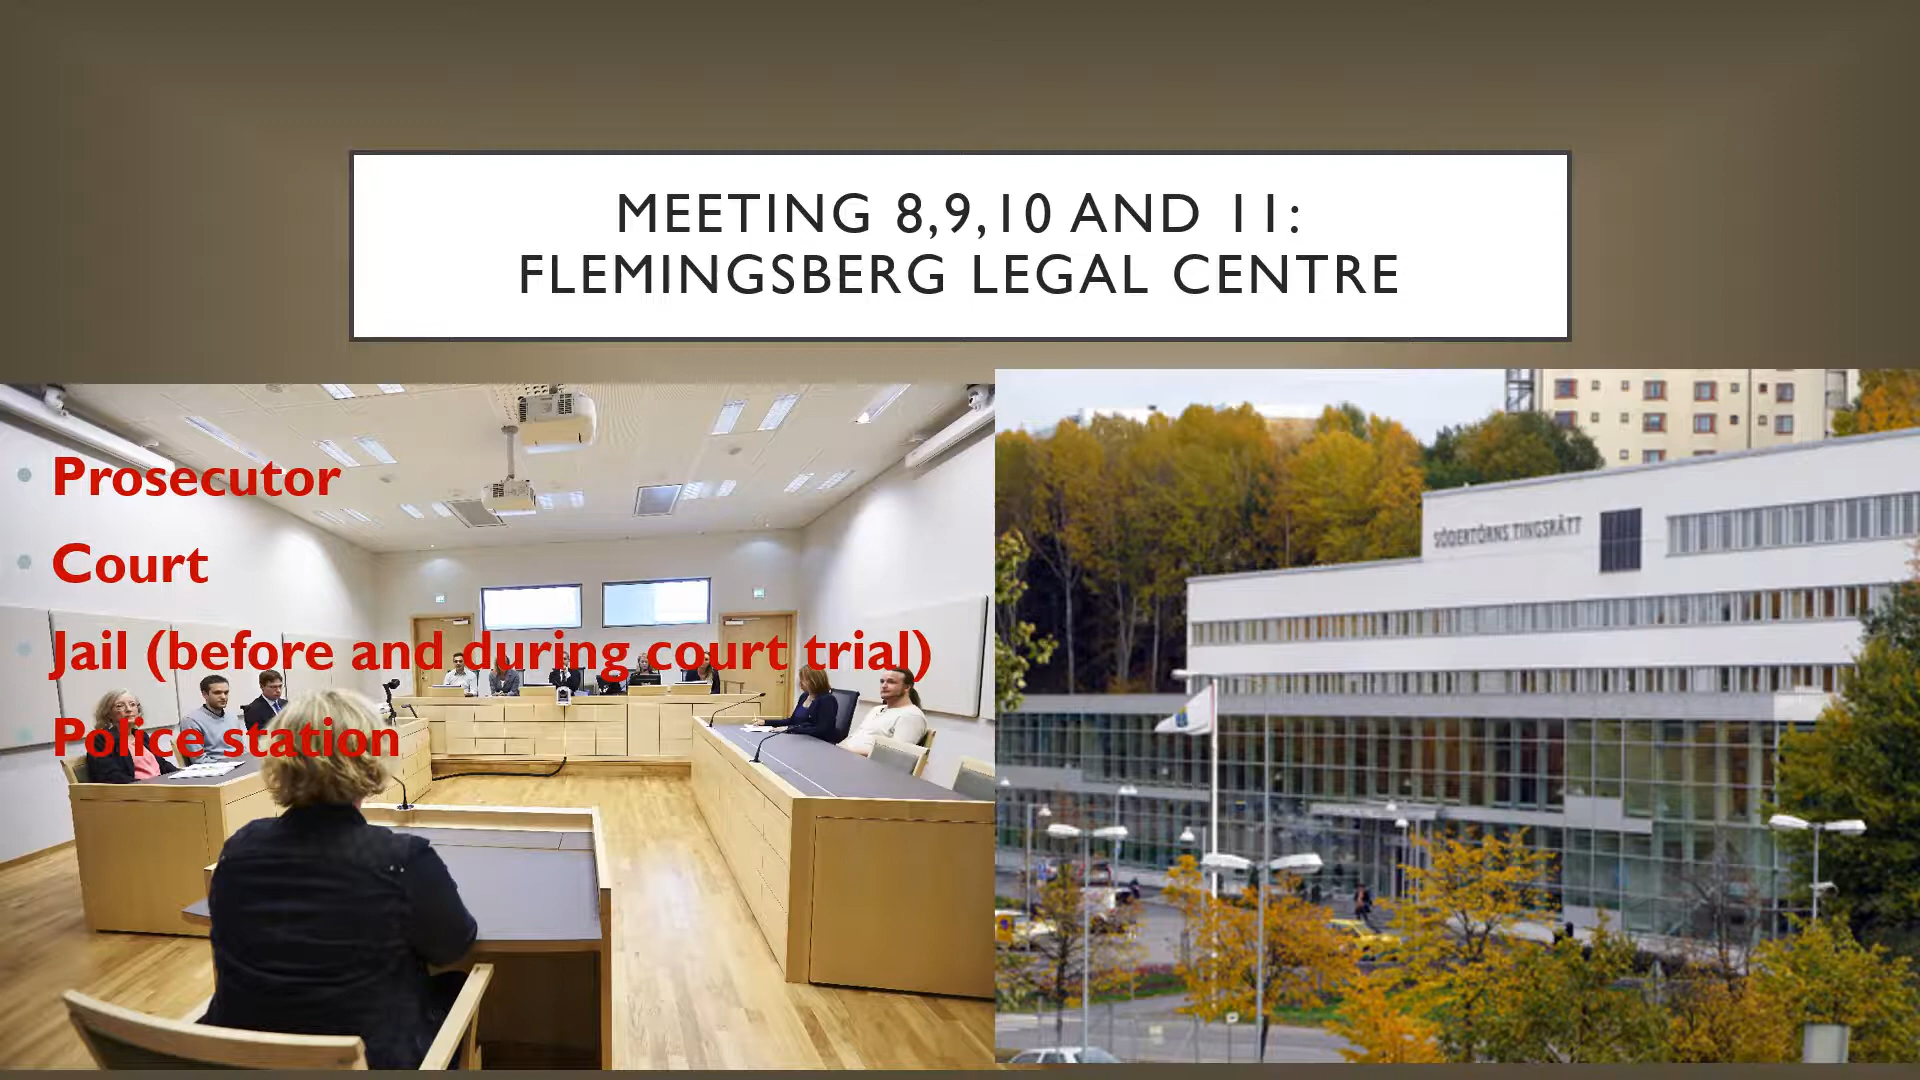 MEETING 8,9,10 AND 11:
FLEMINGSBERG LEGAL CENTRE
• Prosecutor
• Court
• Jail (before and during court trial)
• Police station
SÖDERTÖRNS TINGSRÄTT